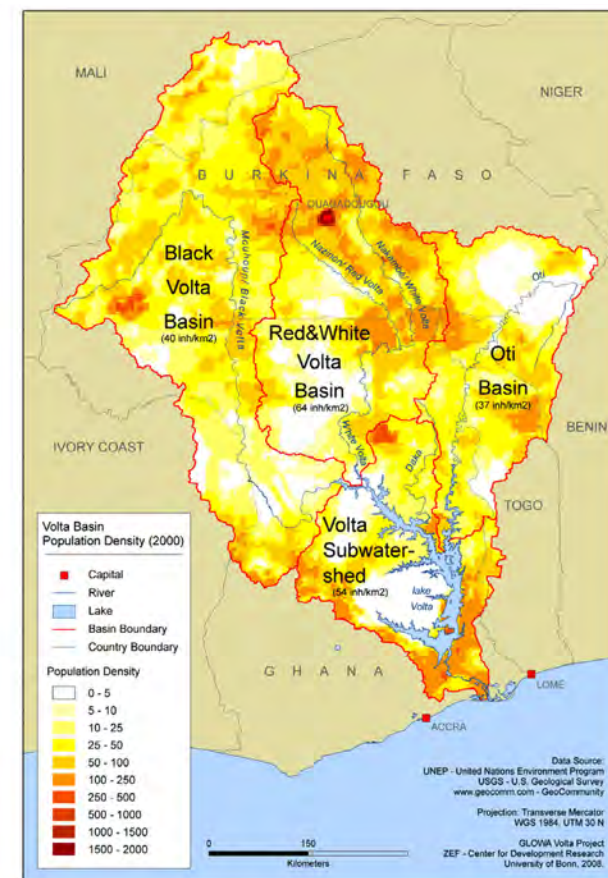 MALI
NIGER
BURKINA FASO
OUAGADOUGOU
Black
Volta
Basin
(40 inh/km2)
Mouhoun/ Black Volta
Nazinon/ Red Volta
Nakambé/ White Volta
Oti
Red&White
Volta
Basin
(64 inh/km2)
Oti
Basin
(37 inh/km2)
BENIN
IVORY COAST
White Volta
Daka
TOGO
Volta
Subwater-
shed
(54 inh/km2)
lake
Volta
GHANA
LOMÉ
ACCRA
Volta Basin
Population Density (2000)
Capital
River
Lake
Basin Boundary
Country Boundary
Population Density
0 - 5
5 - 10
10 - 25
25 - 50
50 - 100
100 - 250
250 - 500
500 - 1000
1000 - 1500
1500 - 2000
0 150
Kilometers
Data Source:
UNEP - United Nations Environment Program
USGS - U.S. Geological Survey
www.geocomm.com - GeoCommunity
Projection: Transverse Mercator
WGS 1984, UTM 30 N
GLOWA Volta Project
ZEF - Center for Development Research
University of Bonn, 2008.